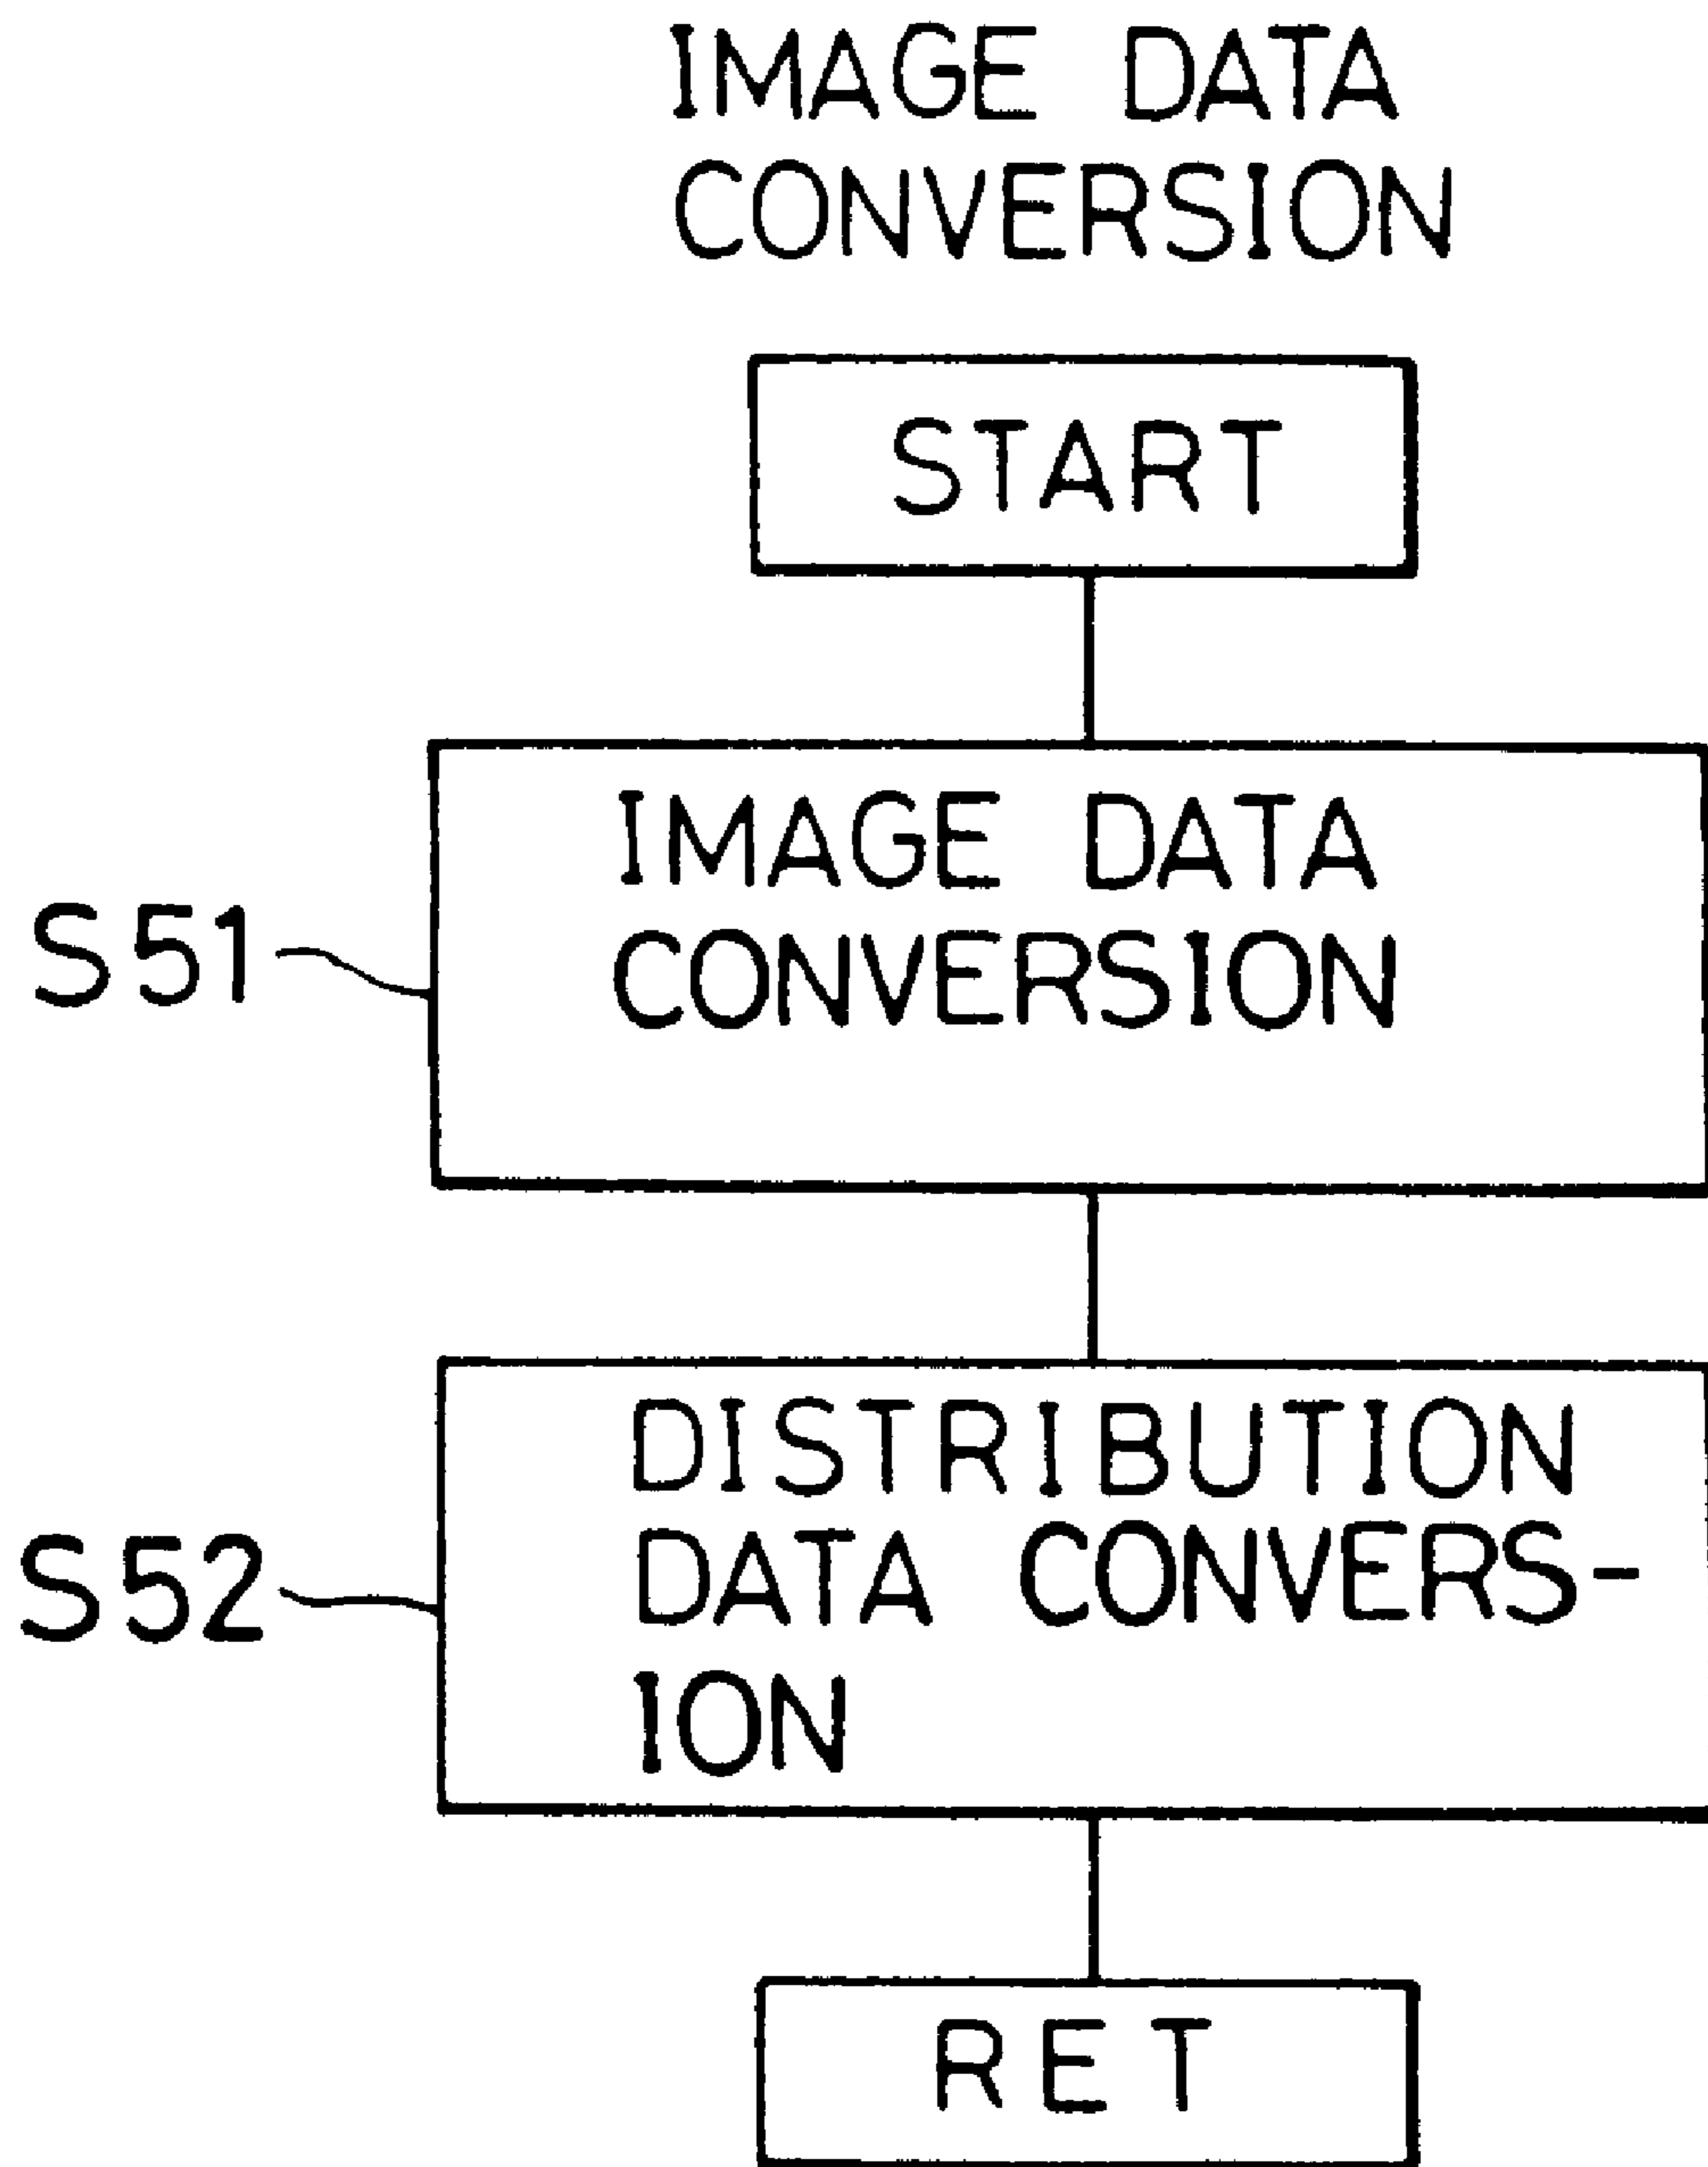 IMAGE DATA
CONVERSION
START
IMAGE DATA
CONVERSION
S51
DISTRIBUTION
DATA CONVERS-
ION
S52
RET